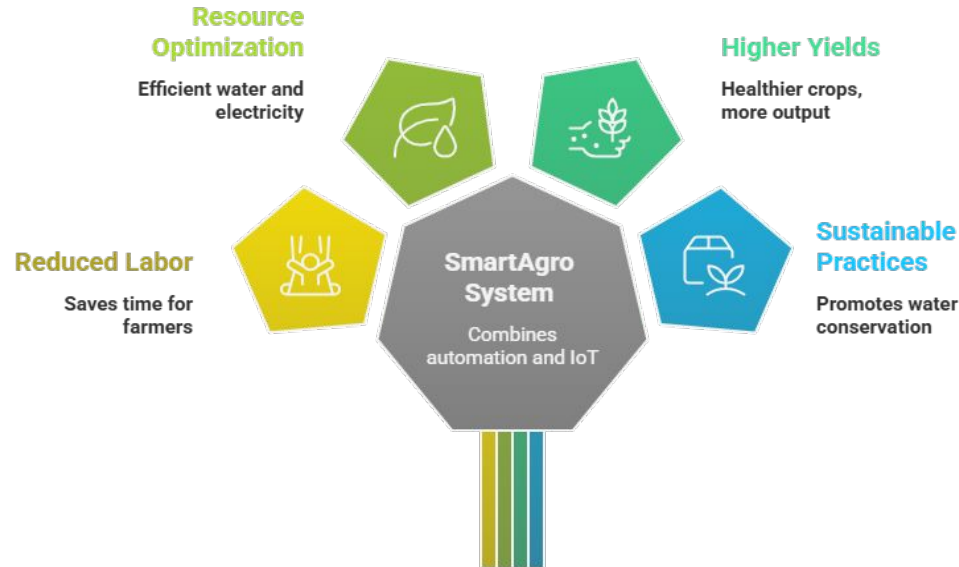 Resource
Optimization
Efficient water and
electricity
Higher Yields
Healthier crops,
more output
Reduced Labor
Saves time for
farmers
SmartAgro
System
Combines
automation and IoT
Sustainable
Practices
Promotes water
conservation